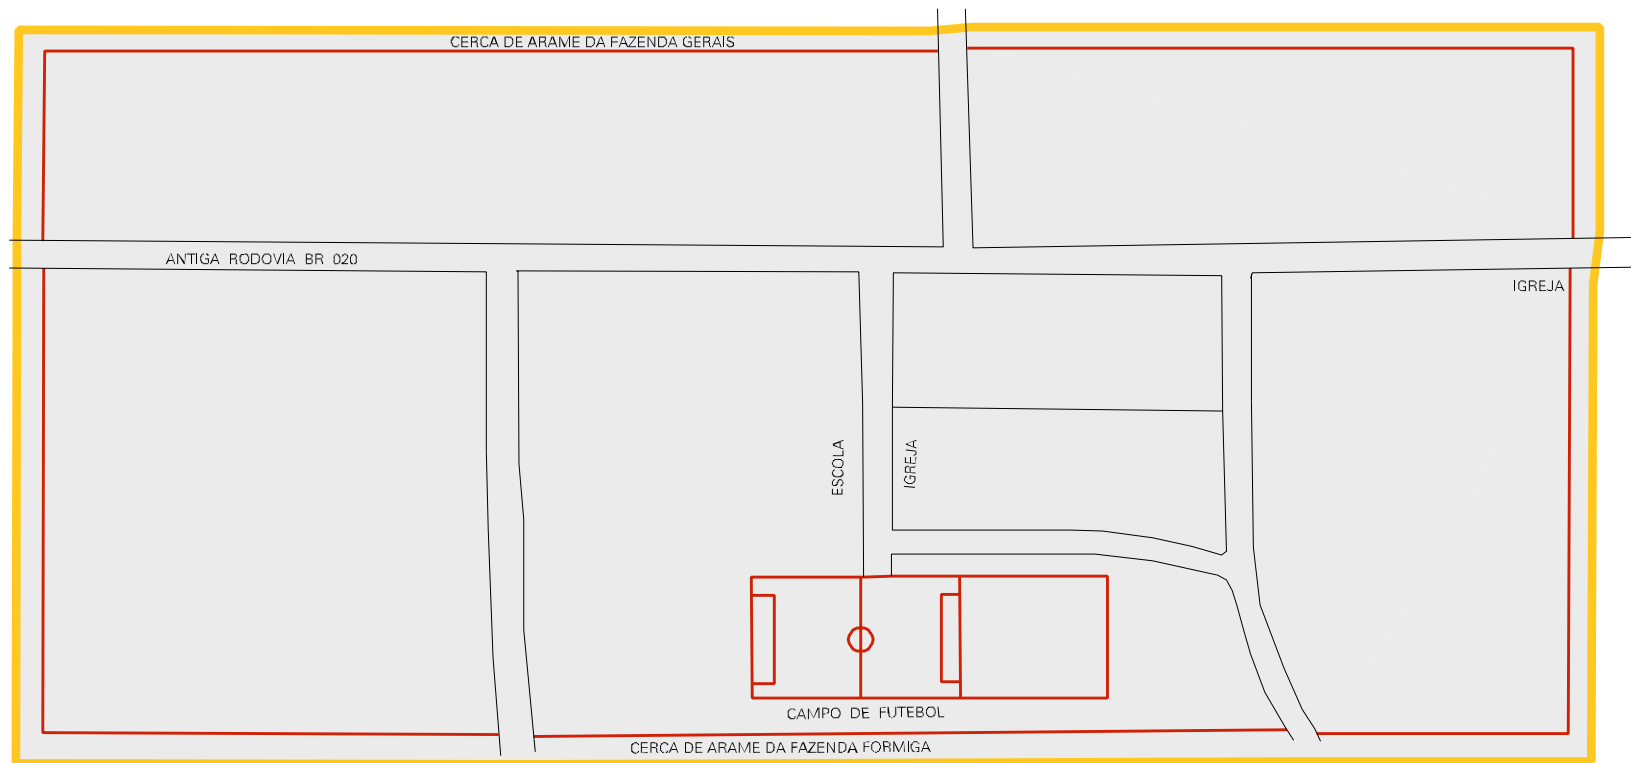 CERCA DE ARAME DA FAZENDA GERAIS
ANTIGA RODOVIA BR 020
IGREJA
ESCOLA
IGREJA
CAMPO DE FUTEBOL
CERCA DE ARAME DA FAZENDA FORMIGA